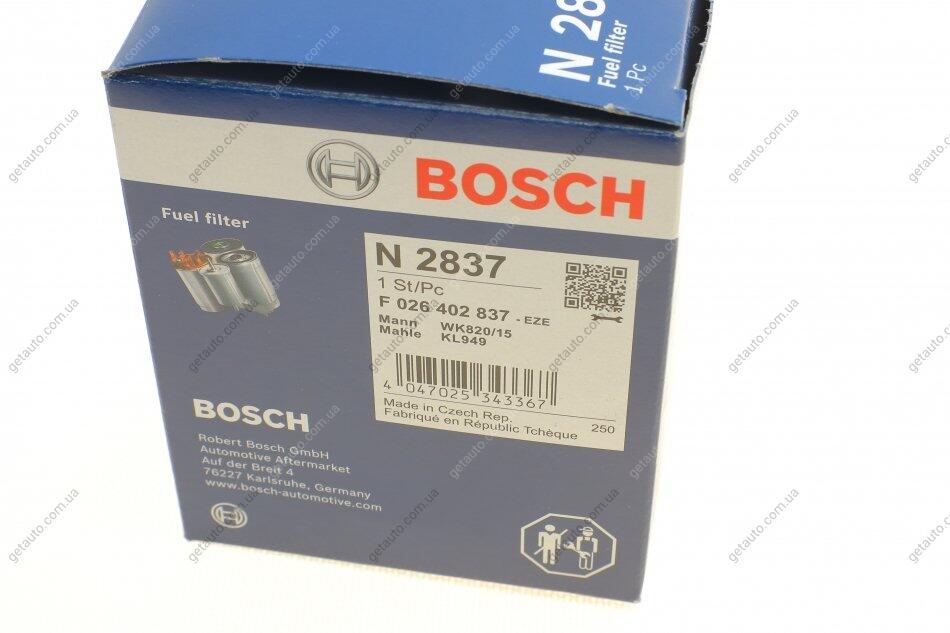 N 28
Fuel filter
1 Pc
BOSCH
Fuel filter
N 2837
1 St/Pc
F 026 402 837 - EZE
Mann WK820/15
Mahle KL949
4 047025 343367
Made in Czech Rep.
Fabriqué en République Tchèque 250
BOSCH
Robert Bosch GmbH
Automotive Aftermarket
Auf der Breit 4
76227 Karlsruhe, Germany
www.bosch-automotive.com
getauto.com.ua